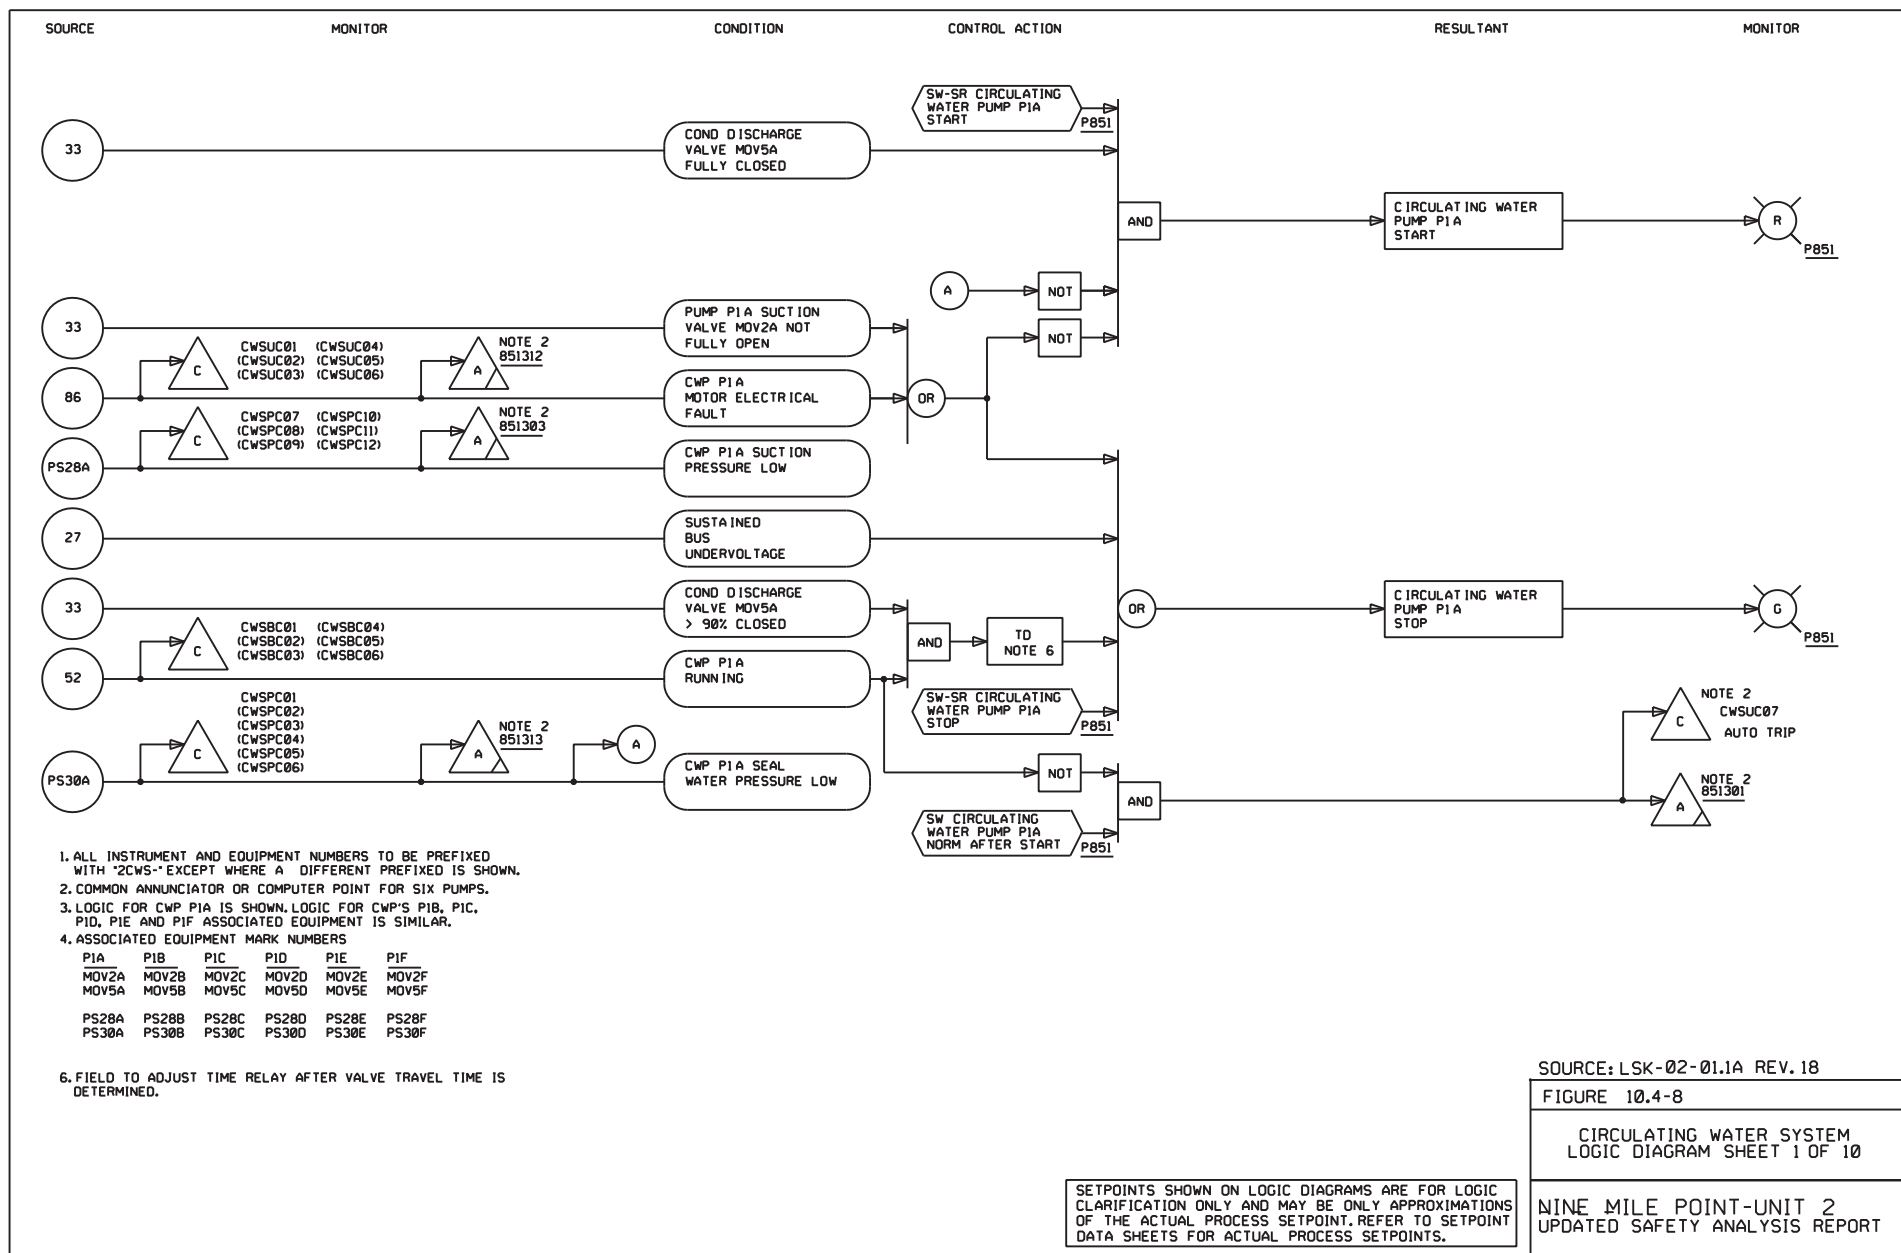 SOURCE MONITOR CONDITION CONTROL ACTION RESULTANT MONITOR
SW-SR CIRCULATING
WATER PUMP P1A
START
P851
33
COND DISCHARGE
VALVE MOV5A
FULLY CLOSED
AND
CIRCULATING WATER
PUMP P1A
START
R
P851
A
NOT
33
PUMP P1A SUCTION
VALVE MOV2A NOT
FULLY OPEN
NOT
C
CWSUC01 (CWSUC04)
(CWSUC02) (CWSUC05)
(CWSUC03) (CWSUC06)
A
NOTE 2
851312
86
CWP P1A
MOTOR ELECTRICAL
FAULT
OR
C
CWSPC07 (CWSPC10)
(CWSPC08) (CWSPC11)
(CWSPC09) (CWSPC12)
A
NOTE 2
851303
PS28A
CWP P1A SUCTION
PRESSURE LOW
27
SUSTAINED
BUS
UNDERVOLTAGE
33
COND DISCHARGE
VALVE MOV5A
> 90% CLOSED
OR
CIRCULATING WATER
PUMP P1A
STOP
G
P851
C
CWSBC01 (CWSBC04)
(CWSBC02) (CWSBC05)
(CWSBC03) (CWSBC06)
AND
TD
NOTE 6
52
CWP P1A
RUNNING
SW-SR CIRCULATING
WATER PUMP P1A
STOP
P851
C
CWSPC01
(CWSPC02)
(CWSPC03)
(CWSPC04)
(CWSPC05)
(CWSPC06)
A
NOTE 2
851313
A
C
NOTE 2
CWSUC07
AUTO TRIP
PS30A
CWP P1A SEAL
WATER PRESSURE LOW
NOT
AND
A
NOTE 2
851301
SW CIRCULATING
WATER PUMP P1A
NORM AFTER START
P851
1. ALL INSTRUMENT AND EQUIPMENT NUMBERS TO BE PREFIXED
WITH "2CWS-" EXCEPT WHERE A DIFFERENT PREFIXED IS SHOWN.
2. COMMON ANNUNCIATOR OR COMPUTER POINT FOR SIX PUMPS.
3. LOGIC FOR CWP P1A IS SHOWN. LOGIC FOR CWP'S P1B, P1C,
P1D, P1E AND P1F ASSOCIATED EQUIPMENT IS SIMILAR.
4. ASSOCIATED EQUIPMENT MARK NUMBERS
P1A P1B P1C P1D P1E P1F
MOV2A MOV2B MOV2C MOV2D MOV2E MOV2F
MOV5A MOV5B MOV5C MOV5D MOV5E MOV5F
PS28A PS28B PS28C PS28D PS28E PS28F
PS30A PS30B PS30C PS30D PS30E PS30F
6. FIELD TO ADJUST TIME RELAY AFTER VALVE TRAVEL TIME IS
DETERMINED.
SETPOINTS SHOWN ON LOGIC DIAGRAMS ARE FOR LOGIC
CLARIFICATION ONLY AND MAY BE ONLY APPROXIMATIONS
OF THE ACTUAL PROCESS SETPOINT. REFER TO SETPOINT
DATA SHEETS FOR ACTUAL PROCESS SETPOINTS.
SOURCE: LSK-02-01.1A REV. 18
FIGURE 10.4-8
CIRCULATING WATER SYSTEM
LOGIC DIAGRAM SHEET 1 OF 10
NINE MILE POINT-UNIT 2
UPDATED SAFETY ANALYSIS REPORT